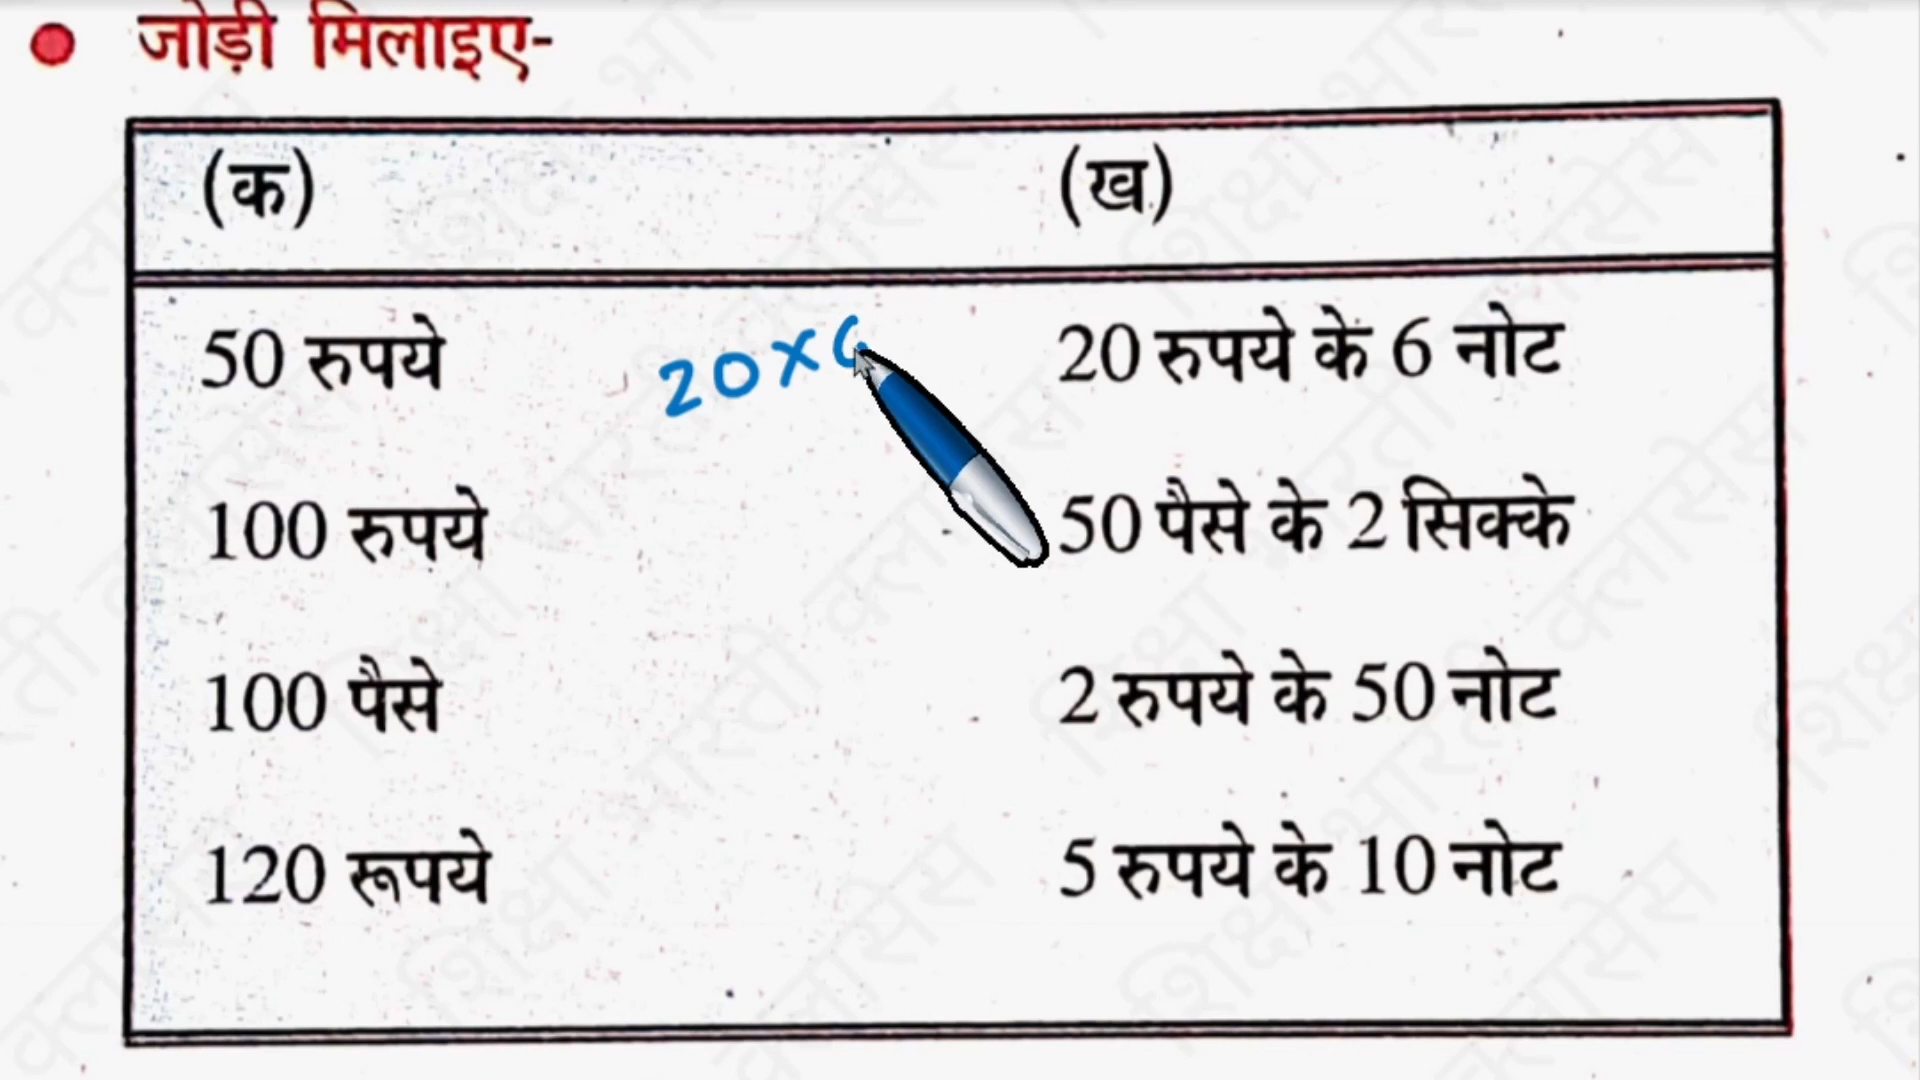 जोड़ी मिलाइए-
(क) (ख)
50 रुपये 20×6 20 रुपये के 6 नोट
100 रुपये 50 पैसे के 2 सिक्के
100 पैसे 2 रुपये के 50 नोट
120 रूपये 5 रुपये के 10 नोट